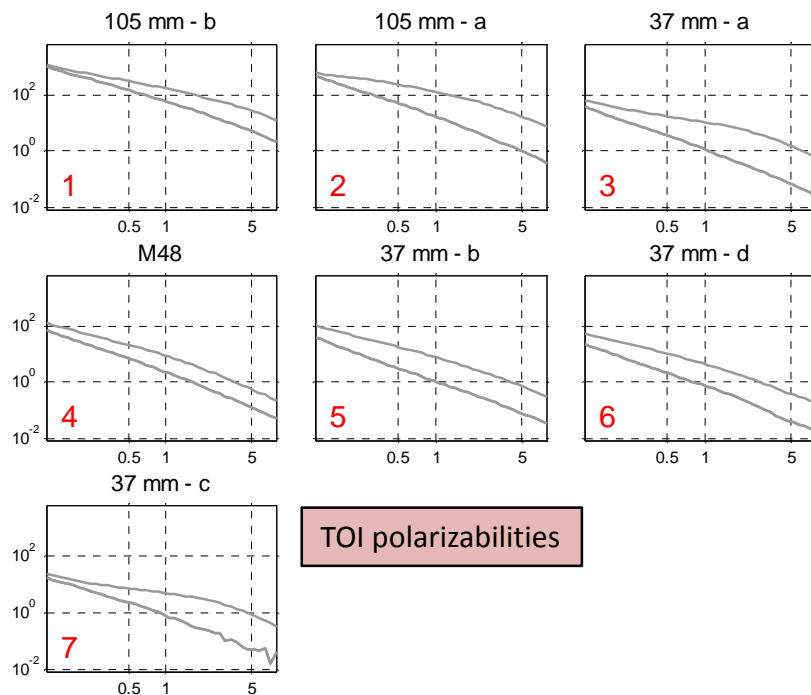 105 mm - b
105 mm - a
37 mm - a
10^2
10^0
10^-2
1
2
3
0.5 1 5
0.5 1 5
0.5 1 5
M48
37 mm - b
37 mm - d
10^2
10^0
10^-2
4
5
6
0.5 1 5
0.5 1 5
0.5 1 5
37 mm - c
TOI polarizabilities
10^2
10^0
10^-2
7
0.5 1 5